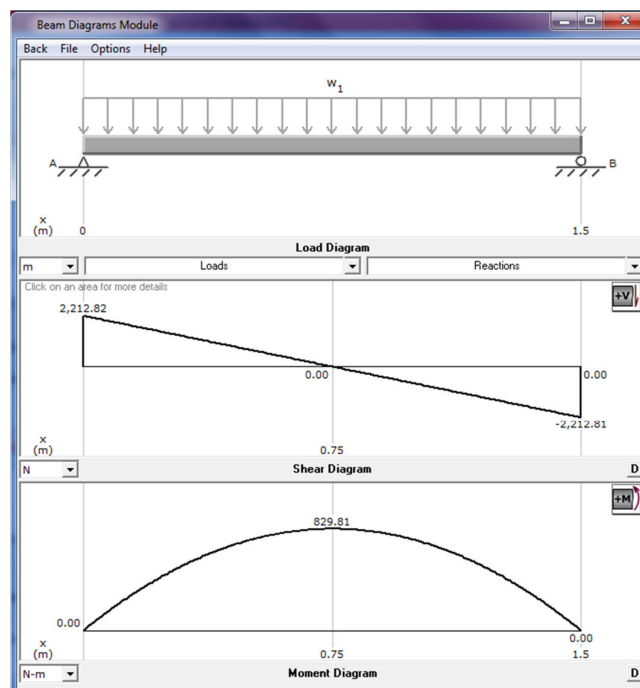 Beam Diagrams Module
Back File Options Help
w1
A B
x
(m) 0 1.5
Load Diagram
m Loads Reactions
Click on an area for more details
+V
2,212.82
0.00 0.00
-2,212.81
x
(m) 0.75
N Shear Diagram D
+M
829.81
0.00 0.00
x
(m) 0.75 1.5
N-m Moment Diagram D